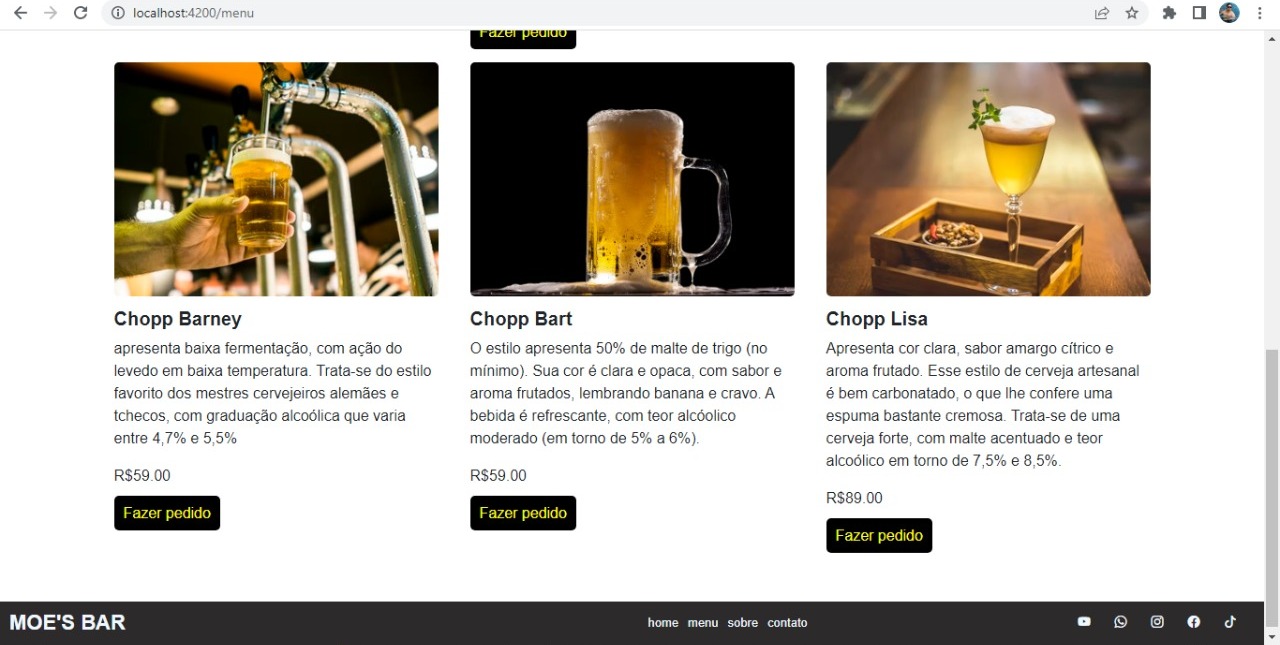 localhost:4200/menu
Fazer pedido
Chopp Barney
apresenta baixa fermentação, com ação do
levedo em baixa temperatura. Trata-se do estilo
favorito dos mestres cervejeiros alemães e
tchecos, com graduação alcoólica que varia
entre 4,7% e 5,5%
R$59.00
Fazer pedido
Chopp Bart
O estilo apresenta 50% de malte de trigo (no
mínimo). Sua cor é clara e opaca, com sabor e
aroma frutados, lembrando banana e cravo. A
bebida é refrescante, com teor alcóolico
moderado (em torno de 5% a 6%).
R$59.00
Fazer pedido
Chopp Lisa
Apresenta cor clara, sabor amargo cítrico e
aroma frutado. Esse estilo de cerveja artesanal
é bem carbonatado, o que lhe confere uma
espuma bastante cremosa. Trata-se de uma
cerveja forte, com malte acentuado e teor
alcoólico em torno de 7,5% e 8,5%.
R$89.00
Fazer pedido
MOE'S BAR
home menu sobre contato